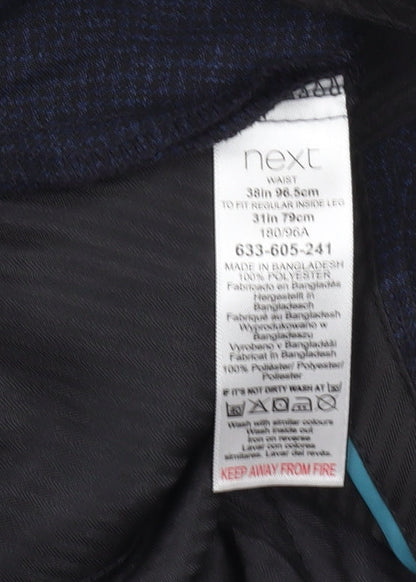 next
WAIST
38in 96.5cm
TO FIT REGULAR INSIDE LEG
31in 79cm
180/96A
633-605-241
MADE IN BANGLADESH
100% POLYESTER
Fabricado en Bangladés
Hergestellt in
Bangladesch
Fabriqué au Bangladesh
Wyprodukowano w
Bangladeszu
Vyrobeno v Bangladéši
Fabricat în Bangladesh
100% Poliéster/ Polyester/
Poliester/ Polyester
IF IT'S NOT DIRTY WASH AT 30
Wash with similar colours
Wash inside out
Iron on reverse
Lavar con colores
similares. Lavar del revés.
KEEP AWAY FROM FIRE